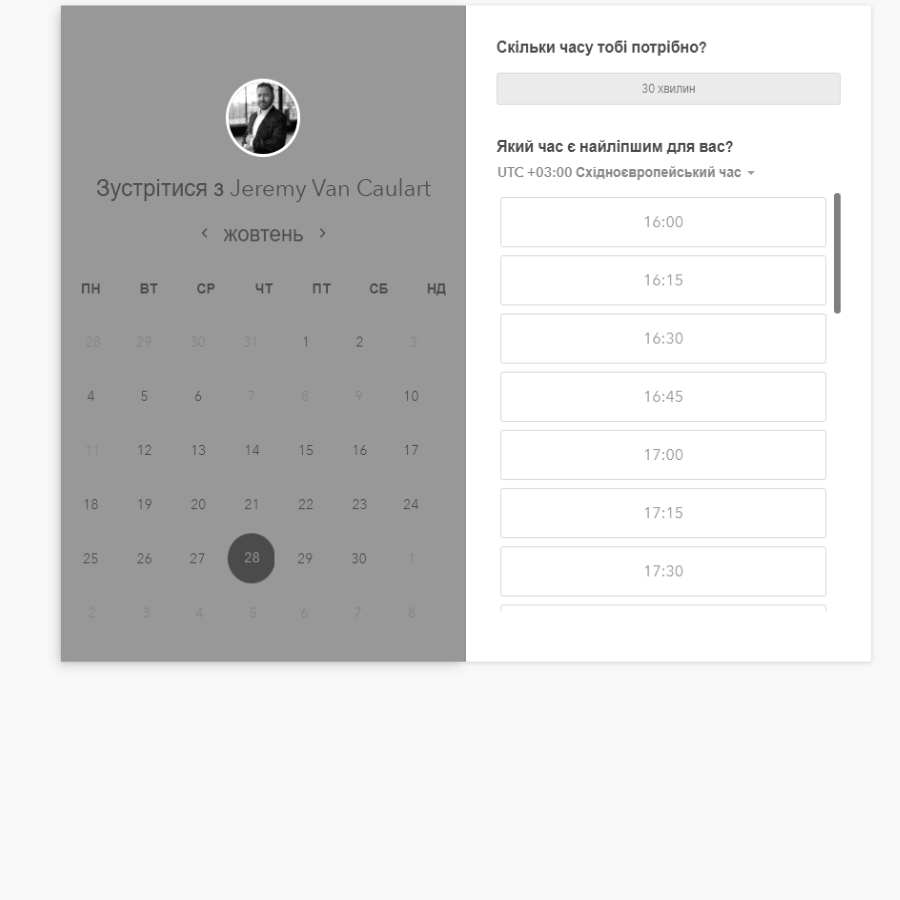 Зустрітися з Jeremy Van Caulart
жовтень
ПН ВТ СР ЧТ ПТ СБ НД
28 29 30 31 1 2 3
4 5 6 7 8 9 10
11 12 13 14 15 16 17
18 19 20 21 22 23 24
25 26 27 28 29 30 1
2 3 4 5 6 7 8
Скільки часу тобі потрібно?
30 хвилин
Який час є найліпшим для вас?
UTC +03:00 Східноєвропейський час
16:00
16:15
16:30
16:45
17:00
17:15
17:30